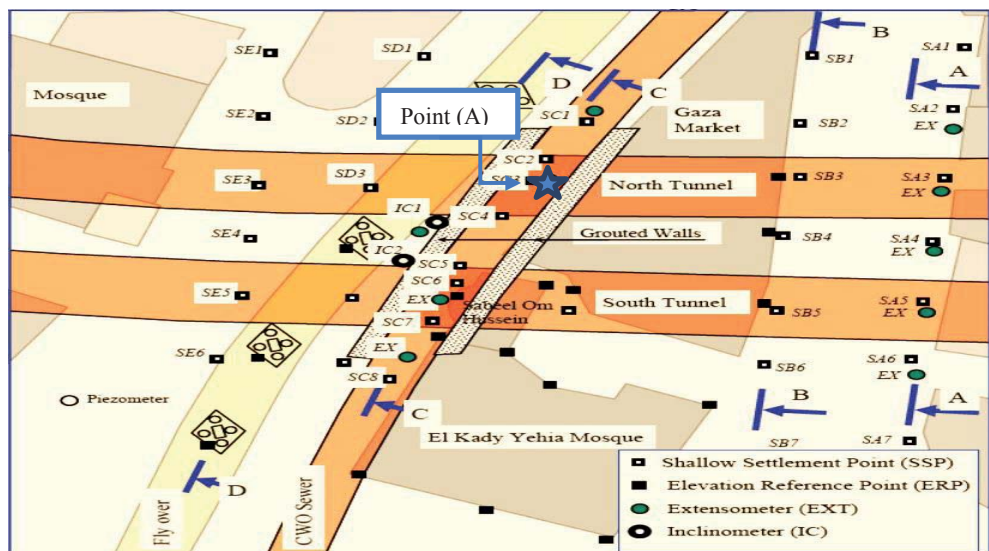 B
SE1
SD1
SB1
SA1
D
C
A
Mosque
Point (A)
Gaza
Market
SC1
SE2
SD2
SB2
SA2
EX
SC2
SE3
SD3
SC3
North Tunnel
SB3
SA3
EX
IC1
SC4
Grouted Walls
SE4
SB4
SA4
EX
IC2
SC5
SC6
SE5
EX
Sabeel Om
Hussein
South Tunnel
SB5
SA5
EX
SC7
SE6
EX
SB6
SA6
EX
SC8
Piezometer
C
B
A
El Kady Yehia Mosque
SB7
SA7
D
Fly over
CWO Sewer
Shallow Settlement Point (SSP)
Elevation Reference Point (ERP)
Extensometer (EXT)
Inclinometer (IC)